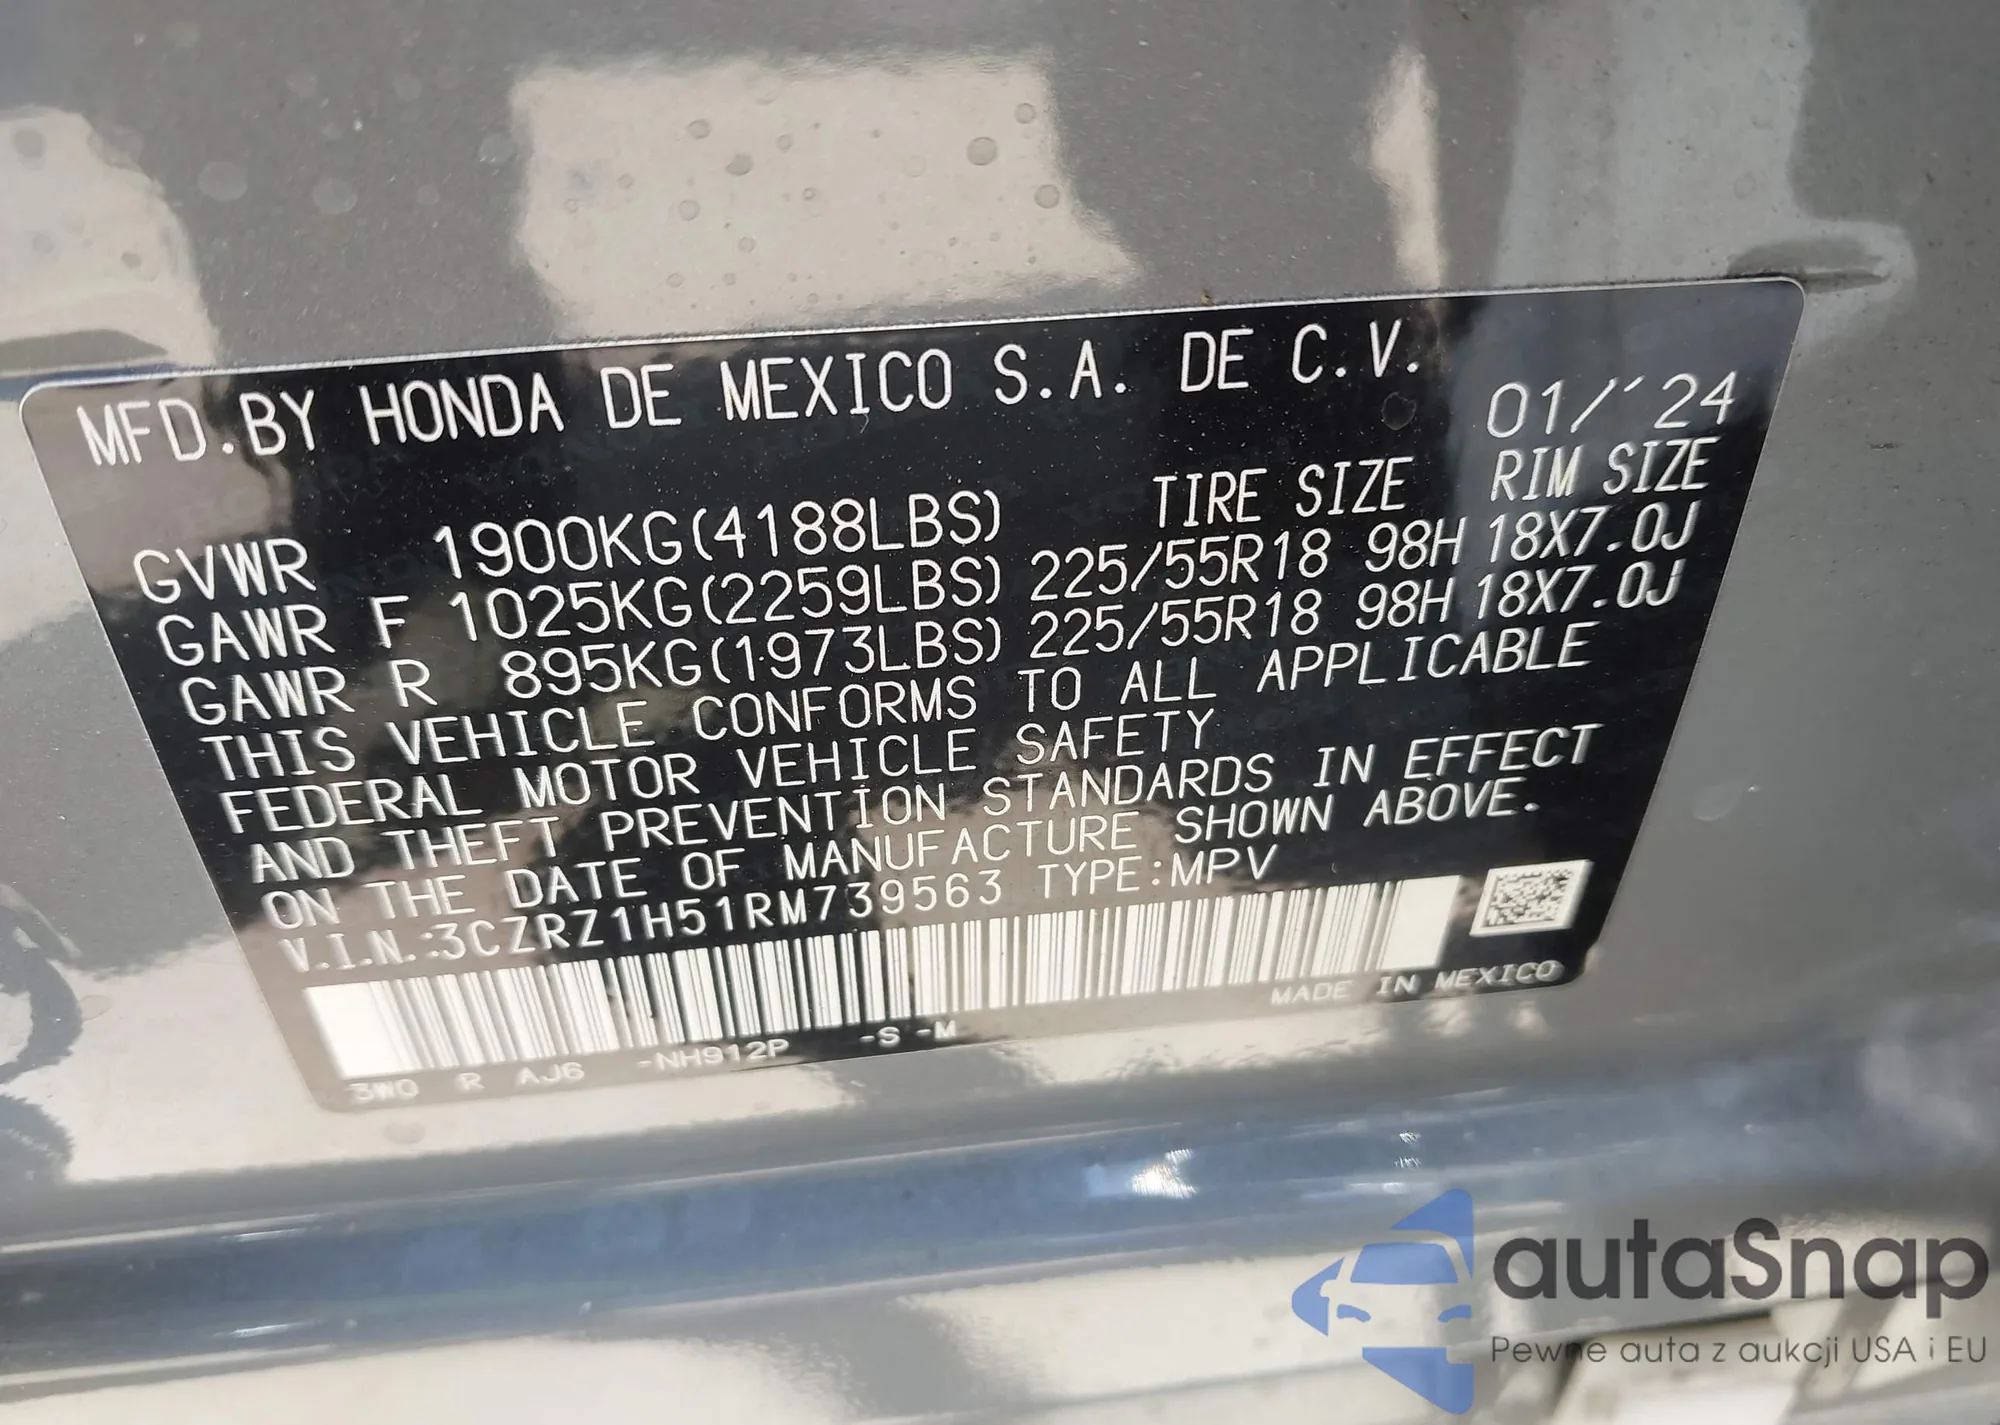 MFD.BY HONDA DE MEXICO S.A. DE C.V.
01/'24
TIRE SIZE RIM SIZE
GVWR 1900KG(4188LBS)
GAWR F 1025KG(2259LBS) 225/55R18 98H 18X7.0J
GAWR R 895KG(1973LBS) 225/55R18 98H 18X7.0J
THIS VEHICLE CONFORMS TO ALL APPLICABLE
FEDERAL MOTOR VEHICLE SAFETY
AND THEFT PREVENTION STANDARDS IN EFFECT
ON THE DATE OF MANUFACTURE SHOWN ABOVE.
V.I.N.:3CZRZ1H51RM739563 TYPE:MPV
MADE IN MEXICO
3W0 R AJ6 -NH912P -S -M
autaSnap
Pewne auta z aukcji USA i EU